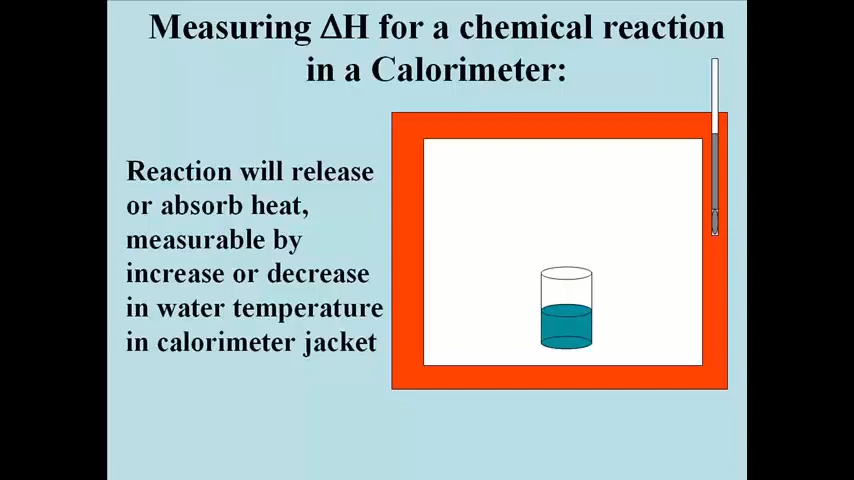 Measuring ΔH for a chemical reaction
in a Calorimeter:
Reaction will release
or absorb heat,
measurable by
increase or decrease
in water temperature
in calorimeter jacket